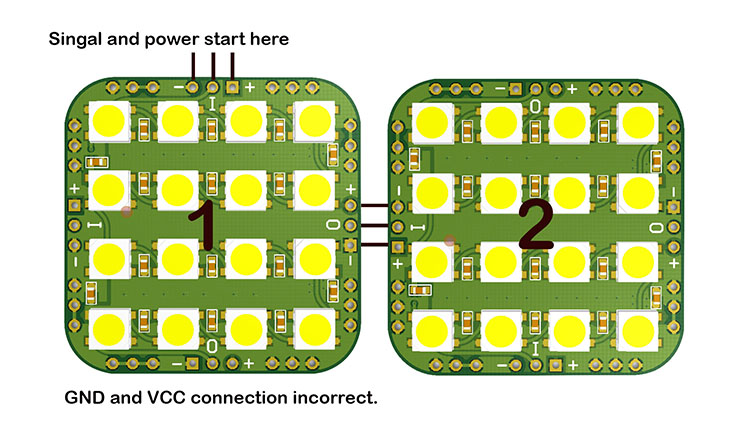 Singal and power start here
- I +
- O +
+ + -
I 1 O I 2 O
- - +
- O +
- I +
GND and VCC connection incorrect.